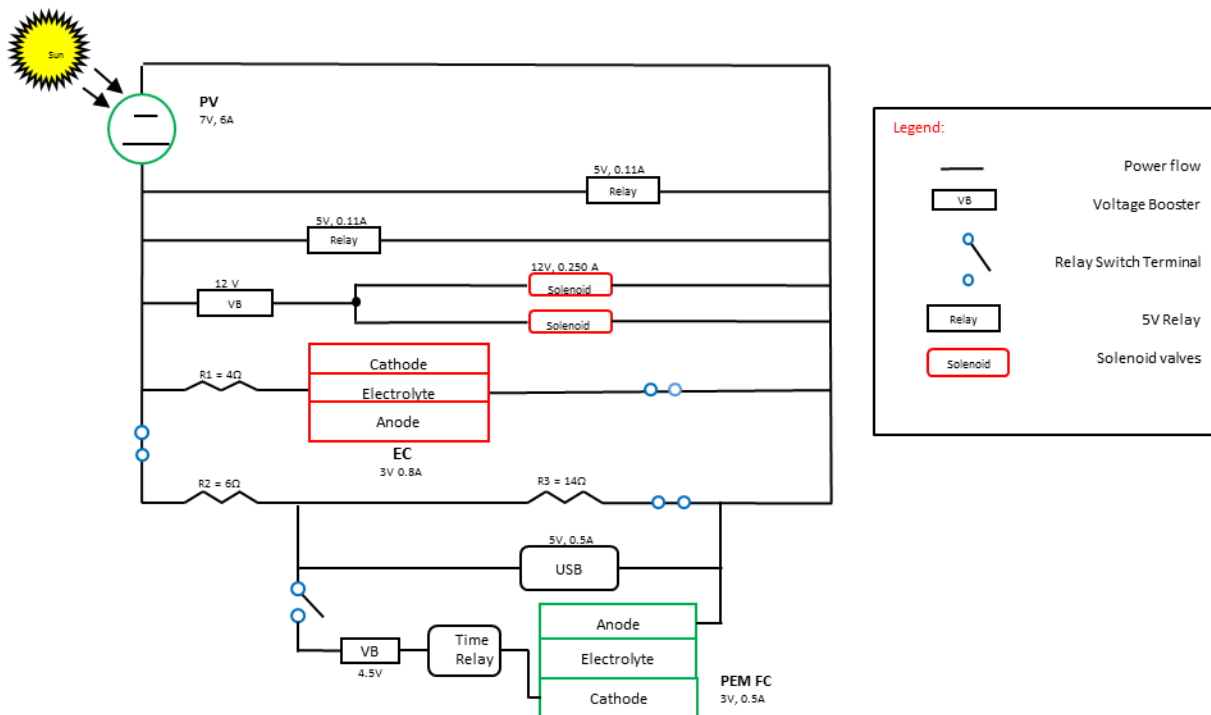 Sun
PV
7V, 6A
5V, 0.11A
Relay
5V, 0.11A
Relay
12 V
VB
12V, 0.250 A
Solenoid
Solenoid
R1 = 4Ω
Cathode
Electrolyte
Anode
EC
3V 0.8A
R2 = 6Ω
R3 = 14Ω
5V, 0.5A
USB
VB
4.5V
Time
Relay
Anode
Electrolyte
Cathode
PEM FC
3V, 0.5A
Legend:
Power flow
VB
Voltage Booster
Relay Switch Terminal
Relay
5V Relay
Solenoid
Solenoid valves